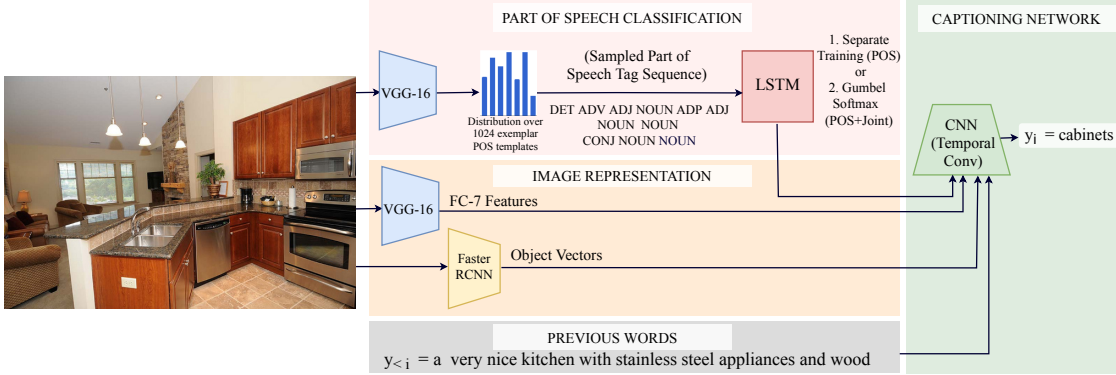 PART OF SPEECH CLASSIFICATION
VGG-16
Distribution over
1024 exemplar
POS templates
(Sampled Part of
Speech Tag Sequence)
DET ADV ADJ NOUN ADP ADJ
NOUN NOUN
CONJ NOUN NOUN
LSTM
1. Separate
Training (POS)
or
2. Gumbel
Softmax
(POS+Joint)
CAPTIONING NETWORK
CNN
(Temporal
Conv)
y_i = cabinets
IMAGE REPRESENTATION
VGG-16
FC-7 Features
Faster
RCNN
Object Vectors
PREVIOUS WORDS
y_{< i} = a very nice kitchen with stainless steel appliances and wood